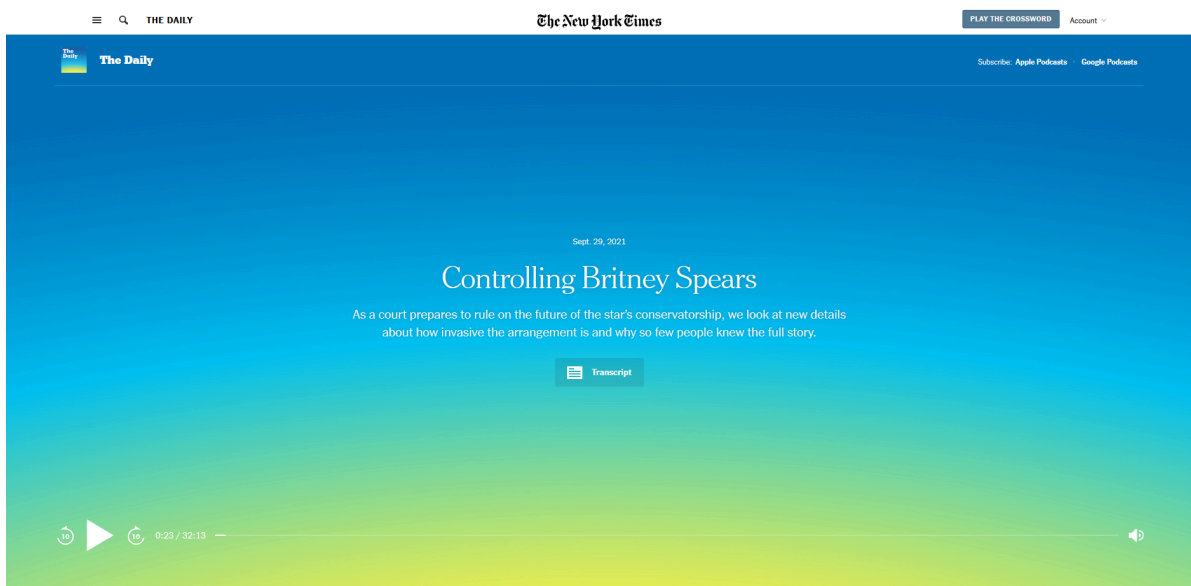 THE DAILY
The New York Times
PLAY THE CROSSWORD
Account
The Daily
The Daily
Subscribe: Apple Podcasts · Google Podcasts
Sept. 29, 2021
Controlling Britney Spears
As a court prepares to rule on the future of the star’s conservatorship, we look at new details
about how invasive the arrangement is and why so few people knew the full story.
Transcript
10
10
0:23 / 32:13